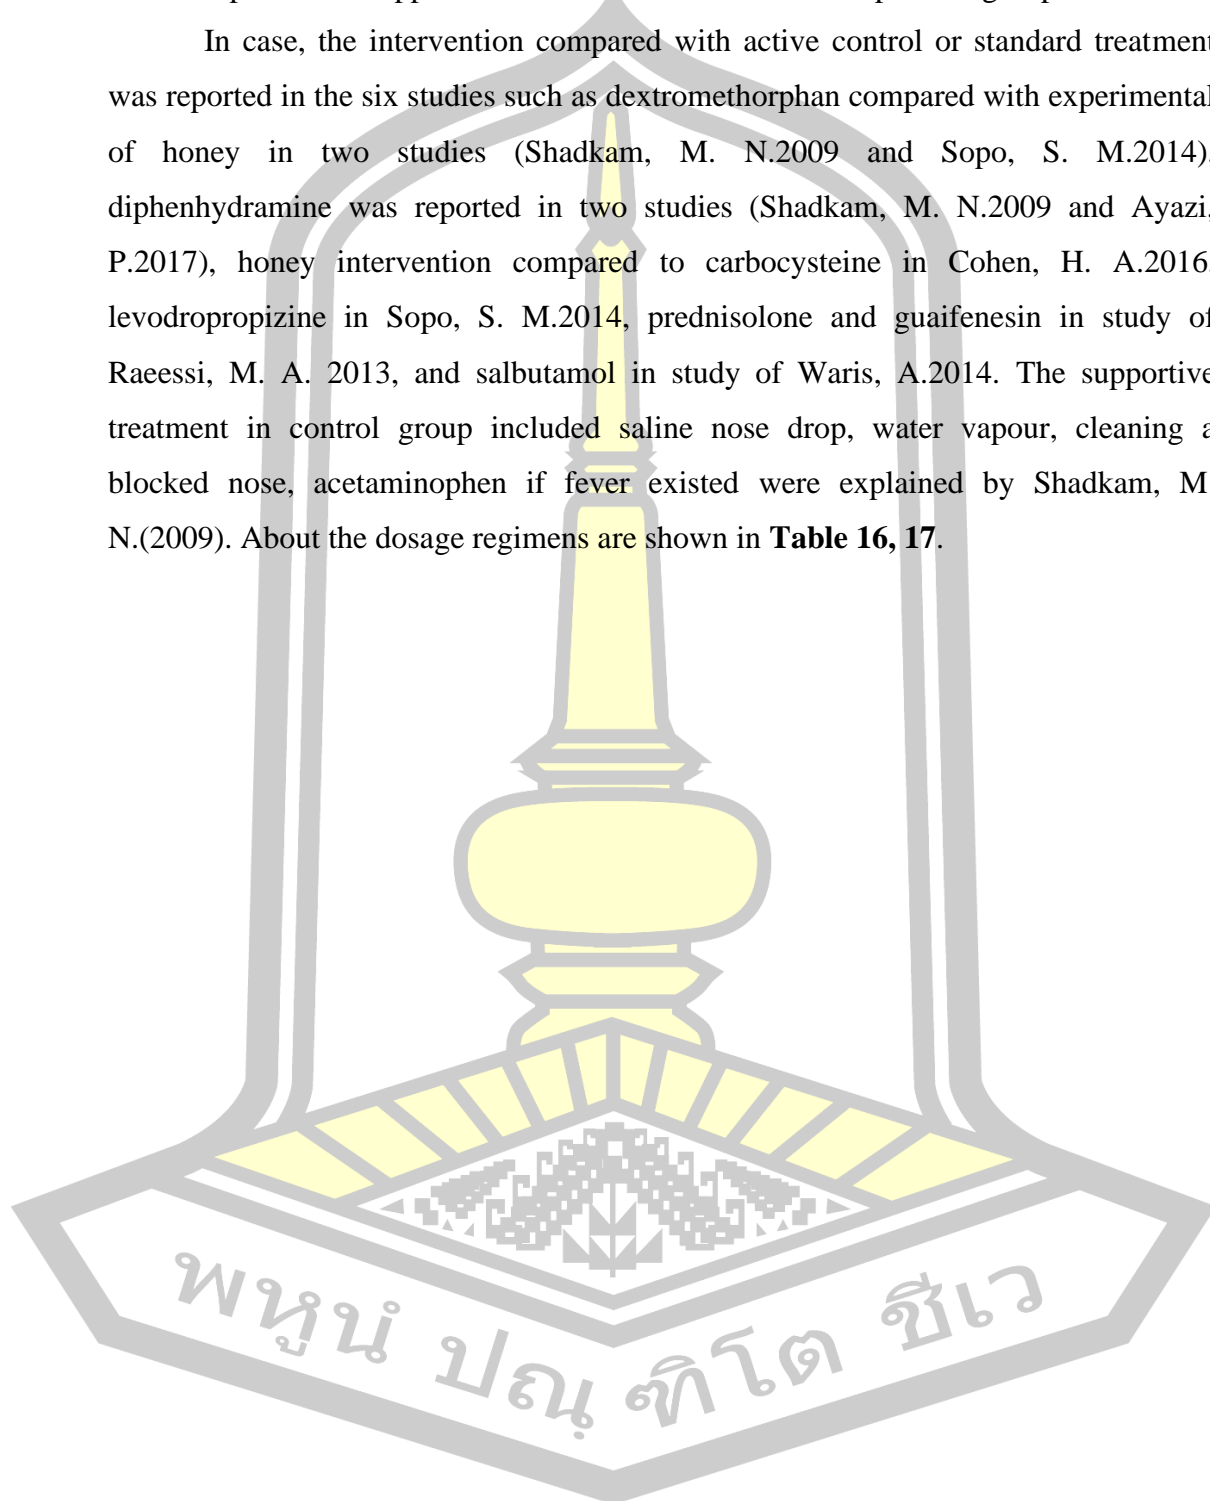 In case, the intervention compared with active control or standard treatment
was reported in the six studies such as dextromethorphan compared with experimental
of honey in two studies (Shadkam, M. N.2009 and Sopo, S. M.2014),
diphenhydramine was reported in two studies (Shadkam, M. N.2009 and Ayazi,
P.2017), honey intervention compared to carbocysteine in Cohen, H. A.2016,
levodropropizine in Sopo, S. M.2014, prednisolone and guaifenesin in study of
Raeessi, M. A. 2013, and salbutamol in study of Waris, A.2014. The supportive
treatment in control group included saline nose drop, water vapour, cleaning a
blocked nose, acetaminophen if fever existed were explained by Shadkam, M
N.(2009). About the dosage regimens are shown in Table 16, 17.
พหูนํ ปณฺ ฑิโต ชีเว